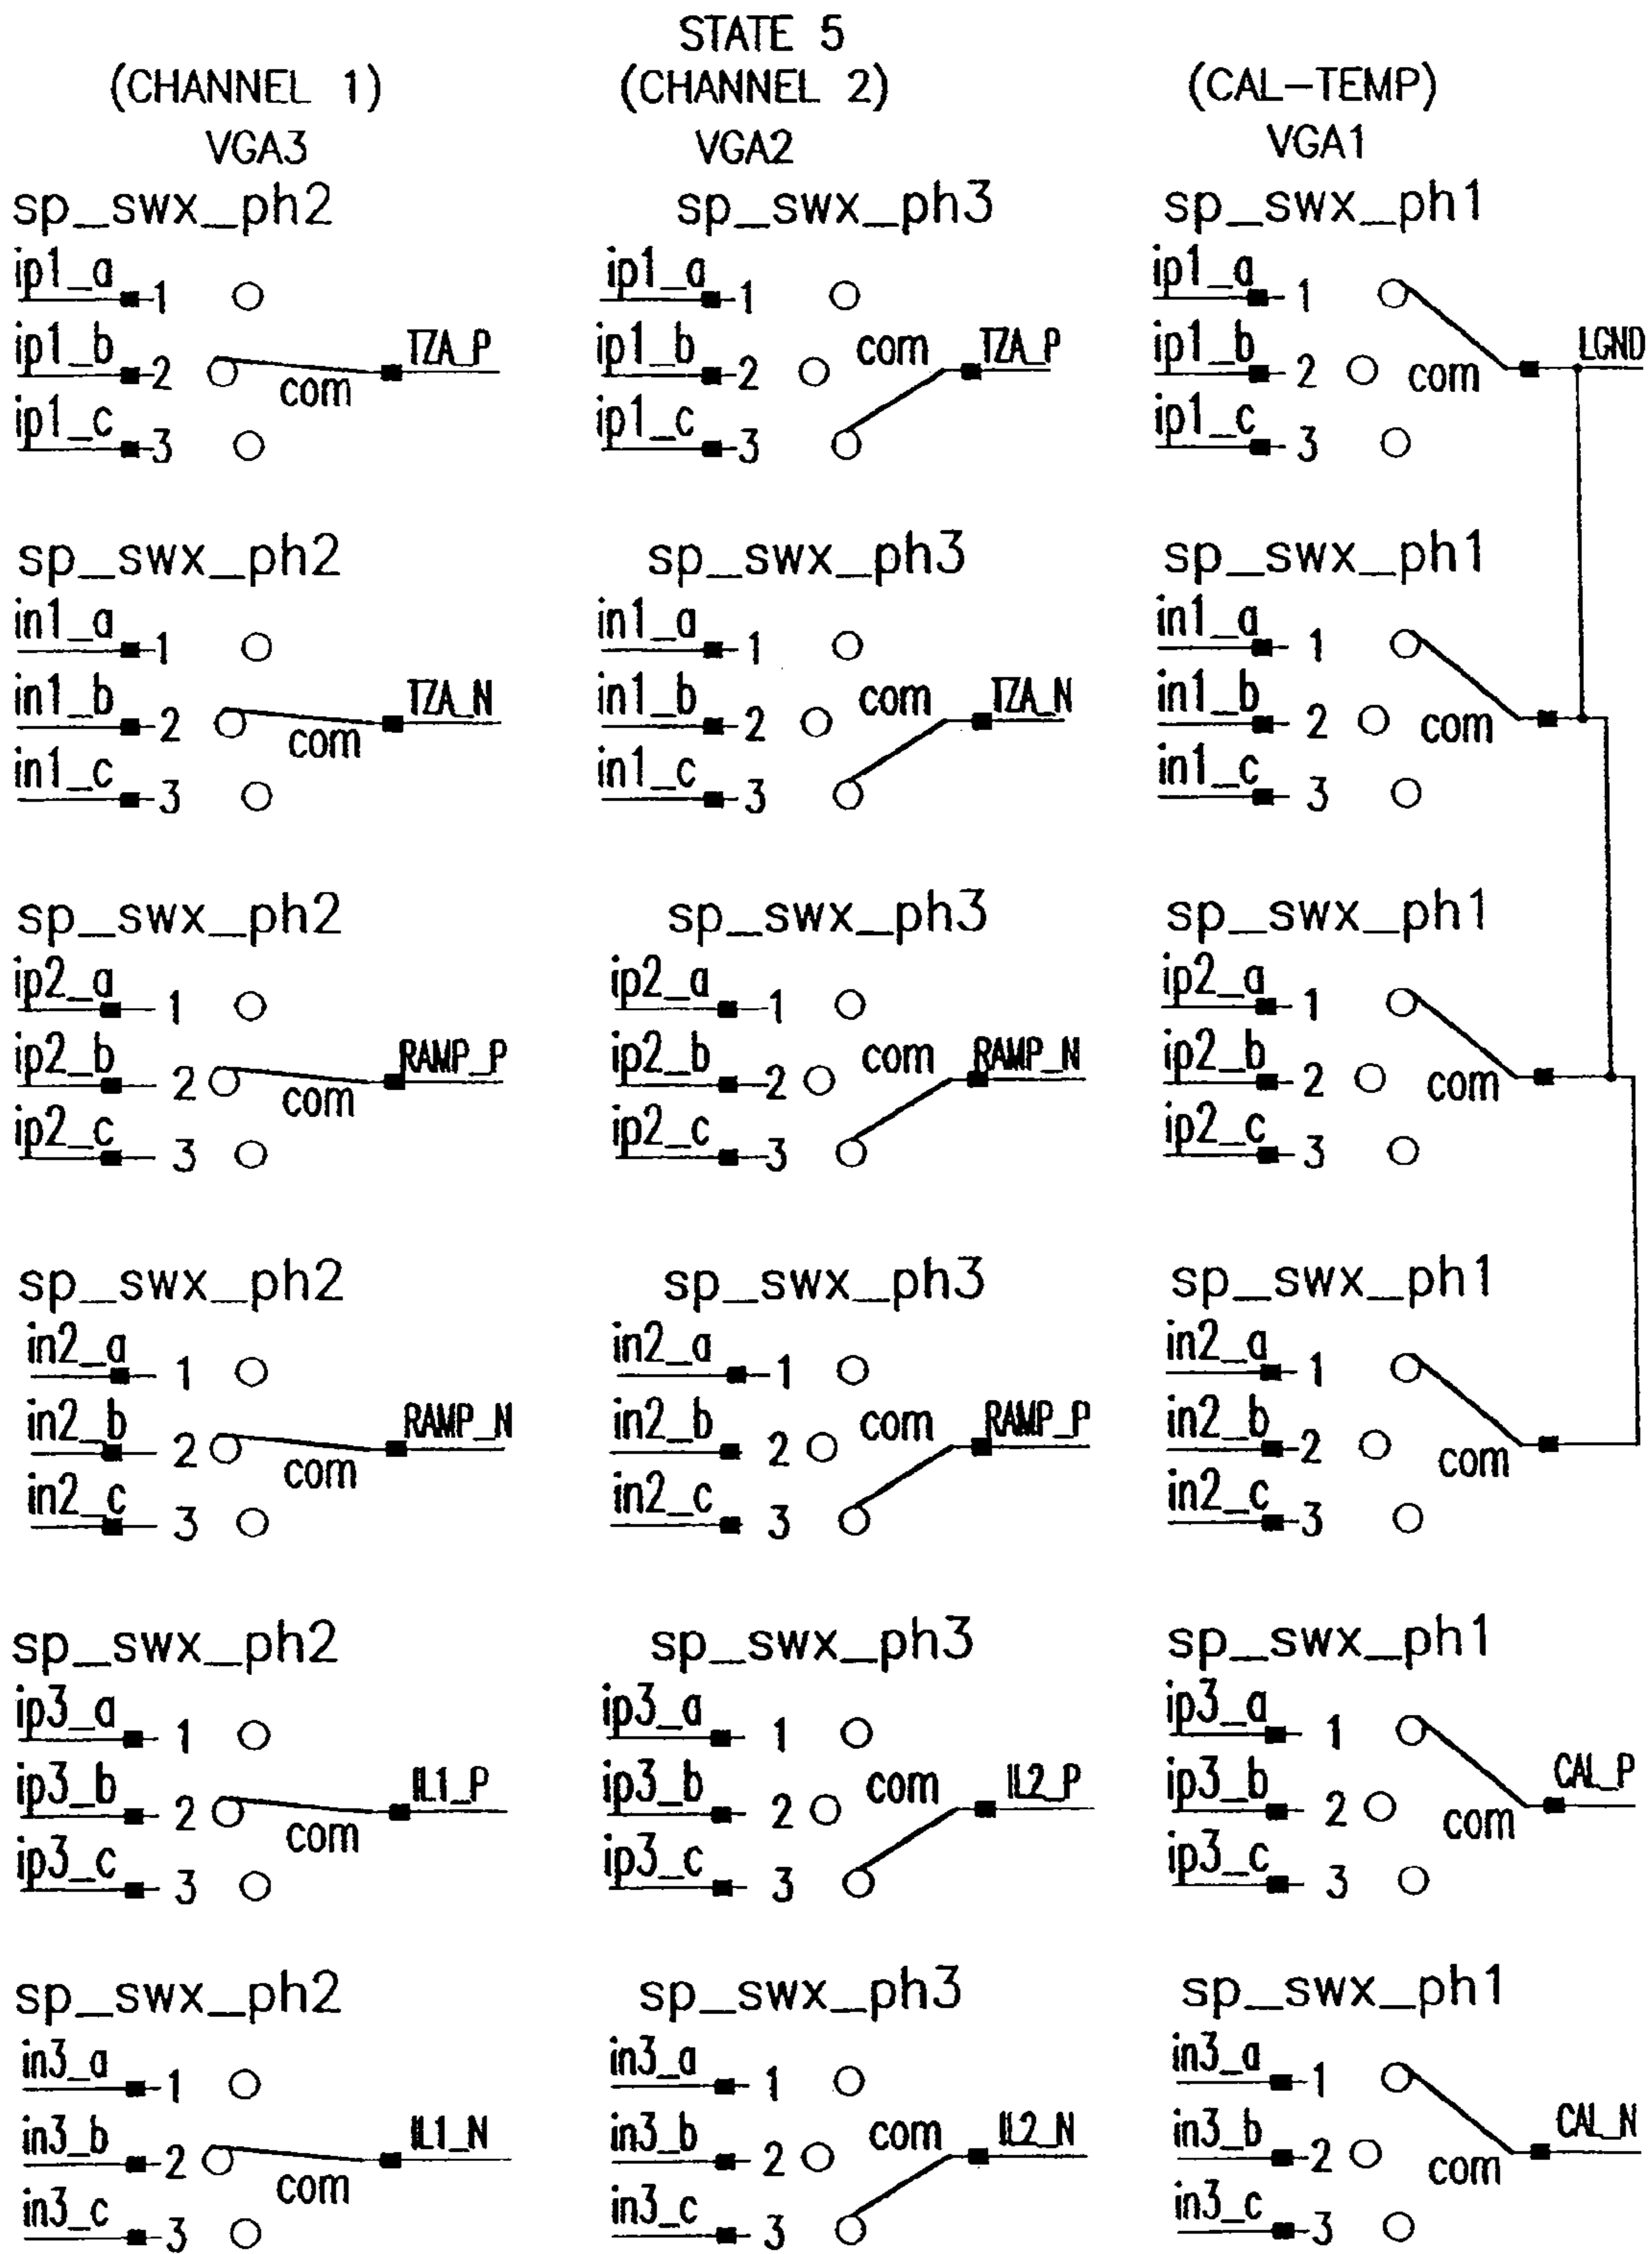 STATE 5
(CHANNEL 1) (CHANNEL 2) (CAL-TEMP)
VGA3 VGA2 VGA1
sp_swx_ph2 sp_swx_ph3 sp_swx_ph1
ip1_a 1 ip1_a 1 ip1_a 1
ip1_b 2 com TZA_P ip1_b 2 com TZA_P ip1_b 2 com LGND
ip1_c 3 ip1_c 3 ip1_c 3
sp_swx_ph2 sp_swx_ph3 sp_swx_ph1
in1_a 1 in1_a 1 in1_a 1
in1_b 2 com TZA_N in1_b 2 com TZA_N in1_b 2 com
in1_c 3 in1_c 3 in1_c 3
sp_swx_ph2 sp_swx_ph3 sp_swx_ph1
ip2_a 1 ip2_a 1 ip2_a 1
ip2_b 2 com RAMP_P ip2_b 2 com RAMP_N ip2_b 2 com
ip2_c 3 ip2_c 3 ip2_c 3
sp_swx_ph2 sp_swx_ph3 sp_swx_ph1
in2_a 1 in2_a 1 in2_a 1
in2_b 2 com RAMP_N in2_b 2 com RAMP_P in2_b 2 com
in2_c 3 in2_c 3 in2_c 3
sp_swx_ph2 sp_swx_ph3 sp_swx_ph1
ip3_a 1 ip3_a 1 ip3_a 1
ip3_b 2 com IL1_P ip3_b 2 com IL2_P ip3_b 2 com CAL_P
ip3_c 3 ip3_c 3 ip3_c 3
sp_swx_ph2 sp_swx_ph3 sp_swx_ph1
in3_a 1 in3_a 1 in3_a 1
in3_b 2 com IL1_N in3_b 2 com IL2_N in3_b 2 com CAL_N
in3_c 3 in3_c 3 in3_c 3